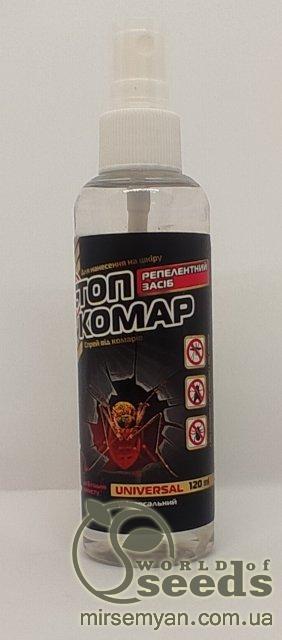 Для нанесення на шкіру
СТОП
КОМАР
РЕПЕЛЕНТНИЙ
ЗАСІБ
Спрей від комарів
UNIVERSAL 120 ml
WORLD of
Seeds
mirsemyan.com.ua